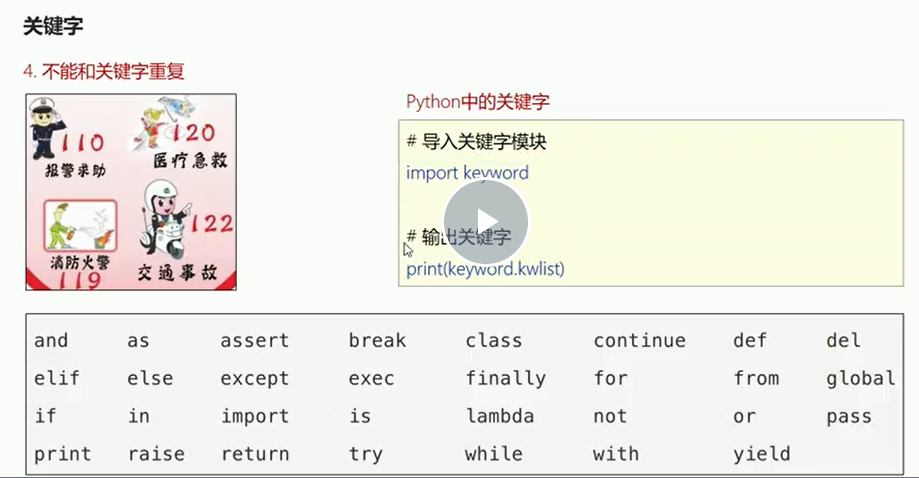 关键字
4. 不能和关键字重复
110
报警求助
120
医疗急救
消防火警
119
122
交通事故
Python中的关键字
# 导入关键字模块
import keyword
# 输出关键字
print(keyword.kwlist)
and as assert break class continue def del
elif else except exec finally for from global
if in import is lambda not or pass
print raise return try while with yield